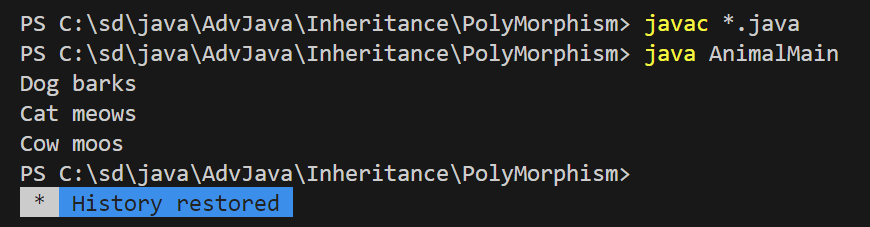 PS C:\sd\java\AdvJava\Inheritance\PolyMorphism> javac *.java
PS C:\sd\java\AdvJava\Inheritance\PolyMorphism> java AnimalMain
Dog barks
Cat meows
Cow moos
PS C:\sd\java\AdvJava\Inheritance\PolyMorphism>
* History restored